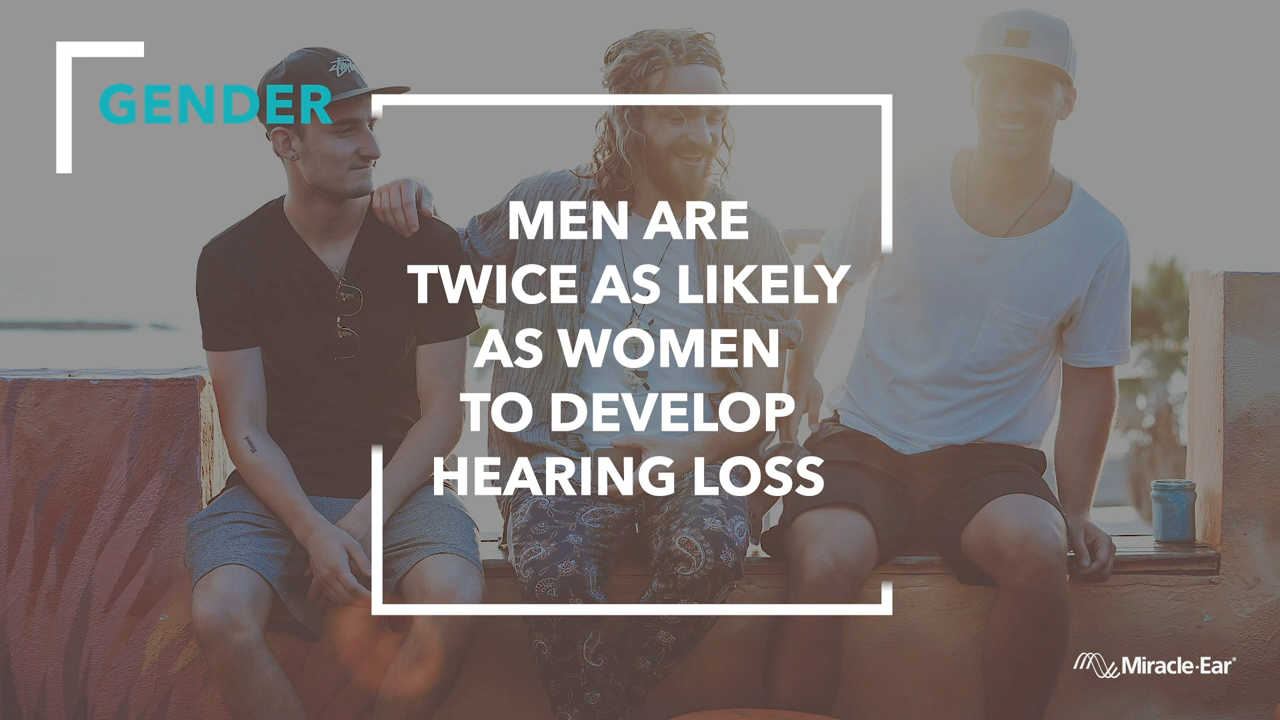 GENDER
MEN ARE
TWICE AS LIKELY
AS WOMEN
TO DEVELOP
HEARING LOSS
Miracle-Ear®